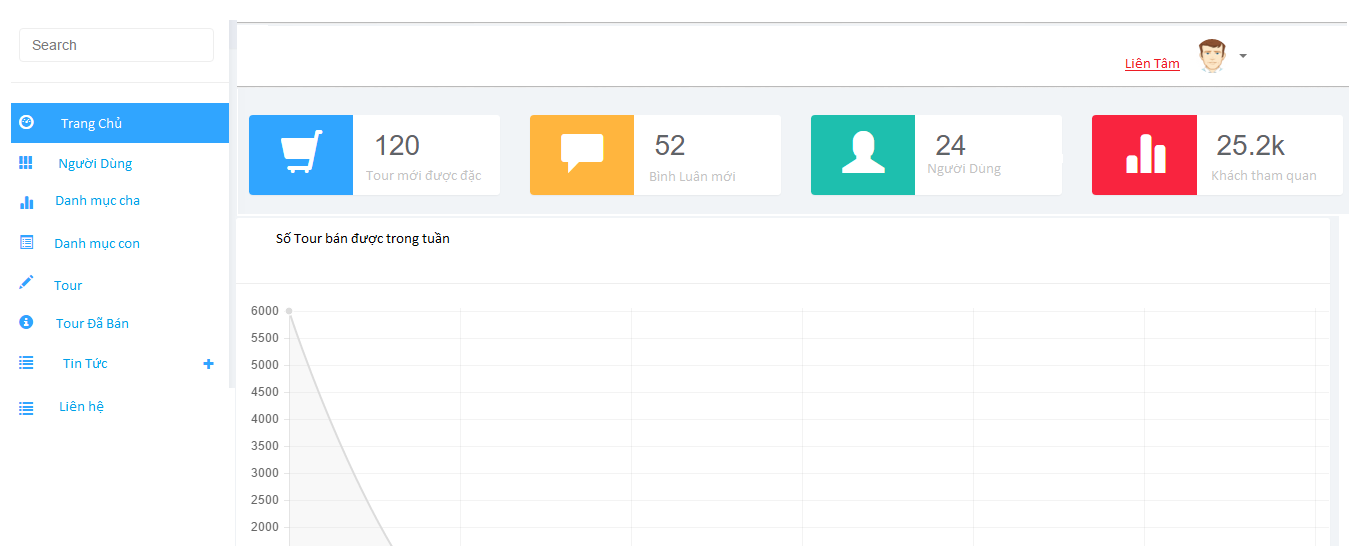 Search
Liên Tâm
Trang Chủ
Người Dùng
Danh mục cha
Danh mục con
Tour
Tour Đã Bán
Tin Tức
Liên hệ
120
Tour mới được đặc
52
Bình Luân mới
24
Người Dùng
25.2k
Khách tham quan
Số Tour bán được trong tuần
6000
5500
5000
4500
4000
3500
3000
2500
2000